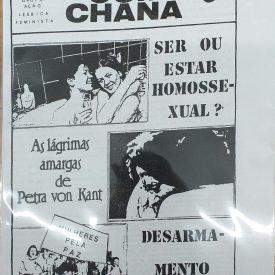 AÇÃO
LÉSBICA
FEMINISTA
COM
CHANA
SER OU
ESTAR
HOMOSSE-
XUAL?
As lágrimas
amargas
de
Petra von Kant
MULHERES
PELA
PAZ
DESARMA-
MENTO